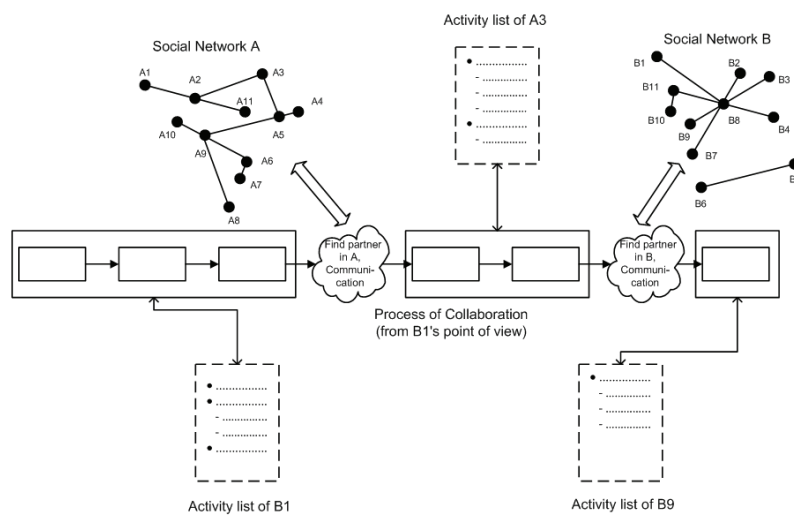 Activity list of A3
Social Network A
Social Network B
A1
A2
A3
A11
A4
A10
A5
A9
A6
A7
A8
B1
B2
B3
B11
B10
B8
B9
B4
B7
B6
B
Find partner
in A,
Communi-
cation
Find partner
in B,
Communi-
cation
Process of Collaboration
(from B1's point of view)
Activity list of B1
Activity list of B9